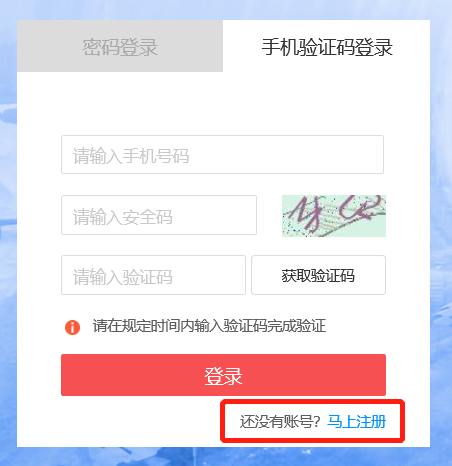 密码登录 手机验证码登录
请输入手机号码
请输入安全码
请输入验证码 获取验证码
请在规定时间内输入验证码完成验证
登录
还没有账号？马上注册